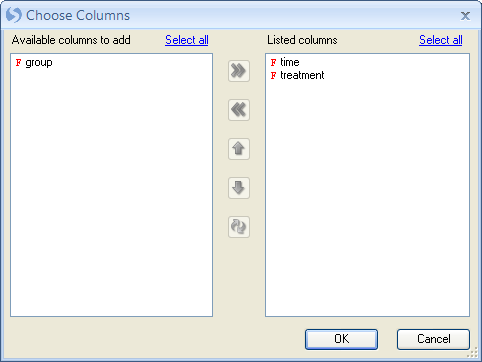 Choose Columns
Available columns to add Select all
Listed columns Select all
F group
F time
F treatment
OK Cancel